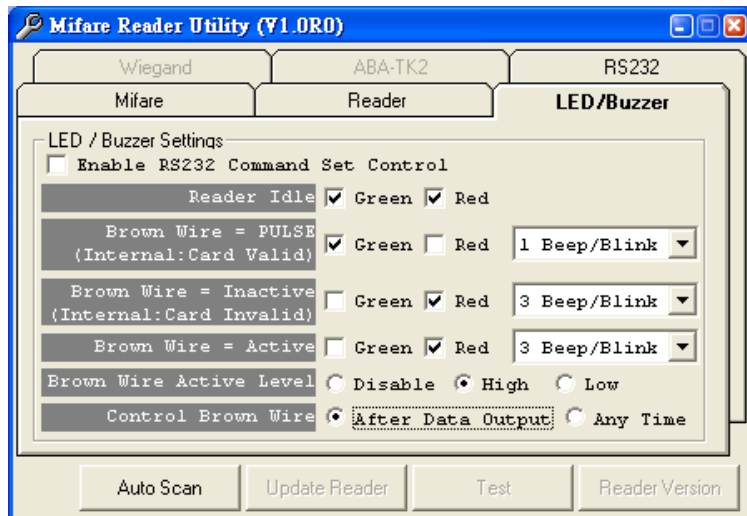 Mifare Reader Utility (V1.0R0)
Wiegand ABA-TK2 RS232
Mifare Reader LED/Buzzer
LED / Buzzer Settings
Enable RS232 Command Set Control
Reader Idle Green Red
Brown Wire = PULSE
(Internal:Card Valid) Green Red 1 Beep/Blink
Brown Wire = Inactive
(Internal:Card Invalid) Green Red 3 Beep/Blink
Brown Wire = Active Green Red 3 Beep/Blink
Brown Wire Active Level Disable High Low
Control Brown Wire After Data Output Any Time
Auto Scan Update Reader Test Reader Version